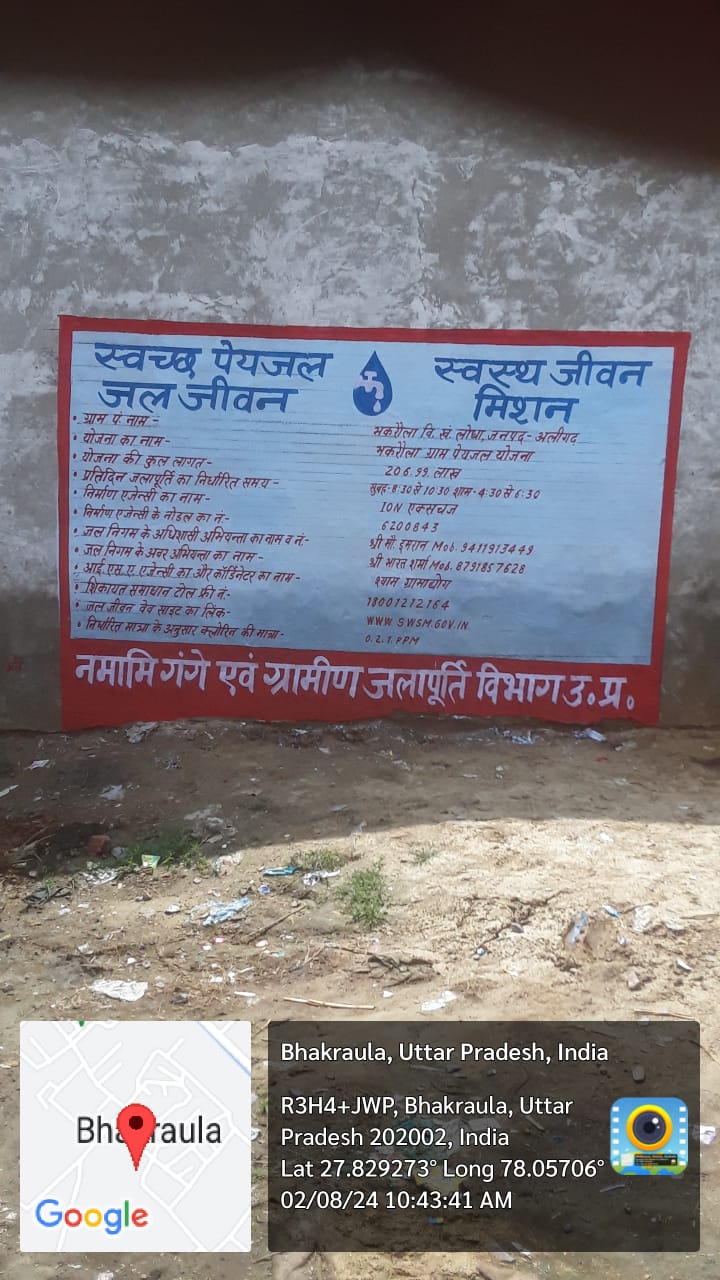 स्वच्छ पेयजल
स्वस्थ जीवन
जल जीवन
मिशन
• ग्राम पं. नाम - भकरौला वि. खं. लोधा, जनपद- अलीगढ़
• योजना का नाम- भकरौला ग्राम पेयजल योजना
• योजना की कुल लागत- 206.99. लाख
• प्रतिदिन जलापूर्ति का निर्धारित समय - सुबह- 8:30 से 10:30 शाम- 4:30 से 6:30
• निर्माण एजेन्सी का नाम- ION एक्सचेंज
• निर्माण एजेन्सी के नोडल का नं:- 6200843
• जल निगम के अधिशासी अभियन्ता का नाम व नं:- श्री मौ. इमरान Mob. 9411913449
• जल निगम के अवर अभियन्ता का नाम - श्री भारत शर्मा Mob. 8791857628
• आई. एस. ए. एजेन्सी का और कॉर्डिनेटर का नाम- श्याम ग्रामोद्योग
• शिकायत समाधान टोल फ्री नं:- 18001212164
• जल जीवन वेव साइट का लिंक- WWW. SWSM.GOV.IN
• निर्धारित मात्रा के अनुसार क्लोरिन की मात्रा- 0.2.1.PPM
नमामि गंगे एवं ग्रामीण जलापूर्ति विभाग उ.प्र.
Bhakraula
Google
Bhakraula, Uttar Pradesh, India
R3H4+JWP, Bhakraula, Uttar
Pradesh 202002, India
Lat 27.829273° Long 78.05706°
02/08/24 10:43:41 AM